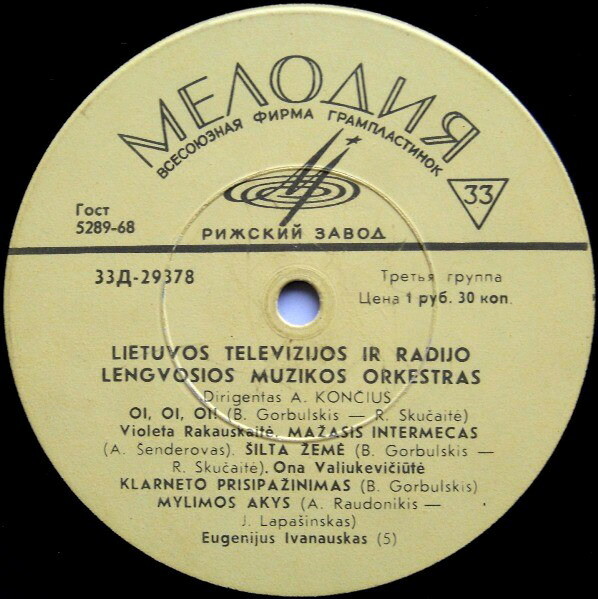 МЕЛОДИЯ
ВСЕСОЮЗНАЯ ФИРМА ГРАМПЛАСТИНОК
33
Гост
5289-68
РИЖСКИЙ ЗАВОД
33Д-29378
Третья группа
Цена 1 руб. 30 коп.
LIETUVOS TELEVIZIJOS IR RADIJO
LENGVOSIOS MUZIKOS ORKESTRAS
Dirigentas A. KONČIUS
OI, OI, OI! (B. Gorbulskis — R. Skučaitė)
Violeta Rakauskaitė. MAŽASIS INTERMECAS
(A. Šenderovas). ŠILTA ŽEMĖ (B. Gorbulskis —
R. Skučaitė). Ona Valiukevičiūtė
KLARNETO PRISIPAŽINIMAS (B. Gorbulskis)
MYLIMOS AKYS (A. Raudonikis —
J. Lapašinskas)
Eugenijus Ivanauskas (5)